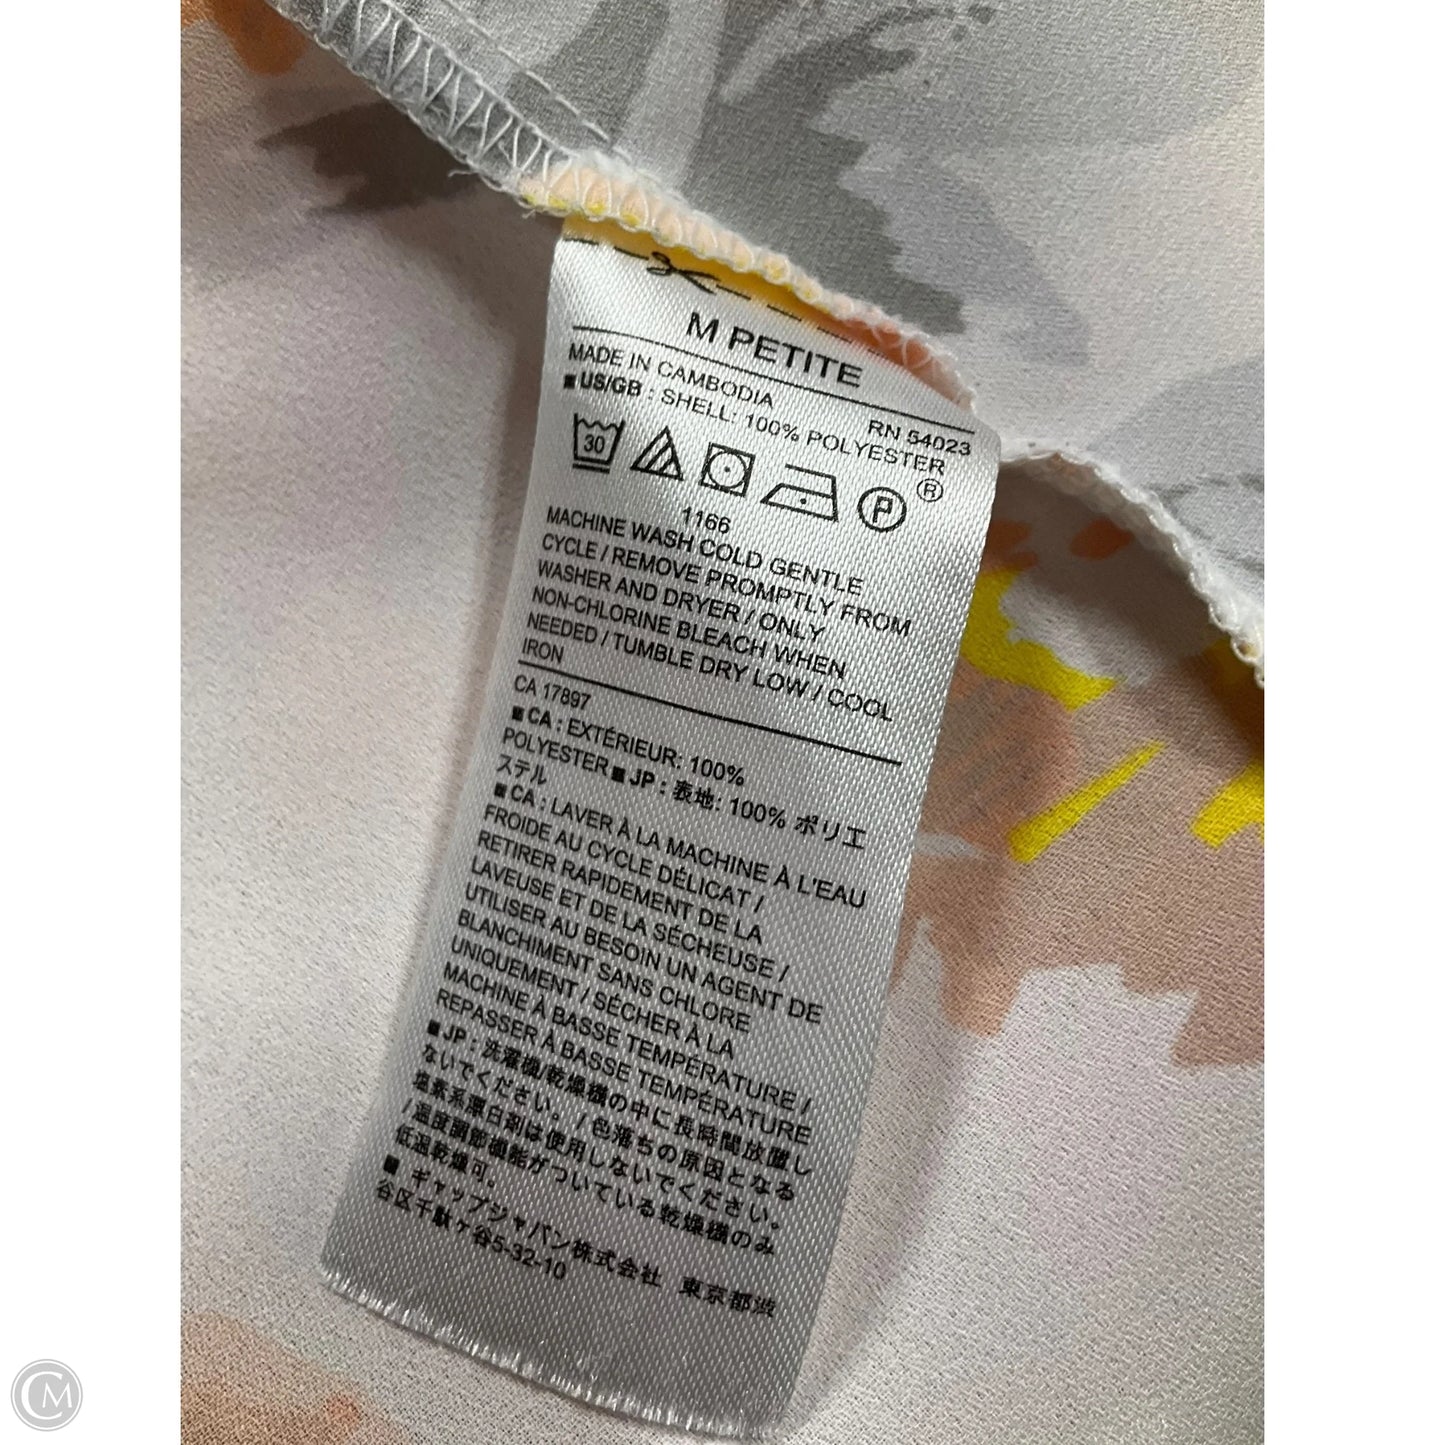 M PETITE
MADE IN CAMBODIA
RN 54023
■ US/GB : SHELL: 100% POLYESTER
30
P
®
1166
MACHINE WASH COLD GENTLE
CYCLE / REMOVE PROMPTLY FROM
WASHER AND DRYER / ONLY
NON-CHLORINE BLEACH WHEN
NEEDED / TUMBLE DRY LOW / COOL
IRON
CA 17897
■ CA : EXTÉRIEUR: 100%
POLYESTER ■ JP : 表地: 100% ポリエ
ステル
■ CA : LAVER À LA MACHINE À L'EAU
FROIDE AU CYCLE DÉLICAT /
RETIRER RAPIDEMENT DE LA
LAVEUSE ET DE LA SÉCHEUSE /
UTILISER AU BESOIN UN AGENT DE
BLANCHIMENT SANS CHLORE
UNIQUEMENT / SÉCHER À LA
MACHINE À BASSE TEMPÉRATURE /
REPASSER À BASSE TEMPÉRATURE
■ JP : 洗濯機/乾燥機の中に長時間放置し
ないでください。 / 色落ちの原因となる
塩素系漂白剤は使用しないでください。
/ 温度調節機能がついている乾燥機のみ
低温乾燥可。
■ ギャップジャパン株式会社 東京都渋
谷区千駄ヶ谷5-32-10
CM